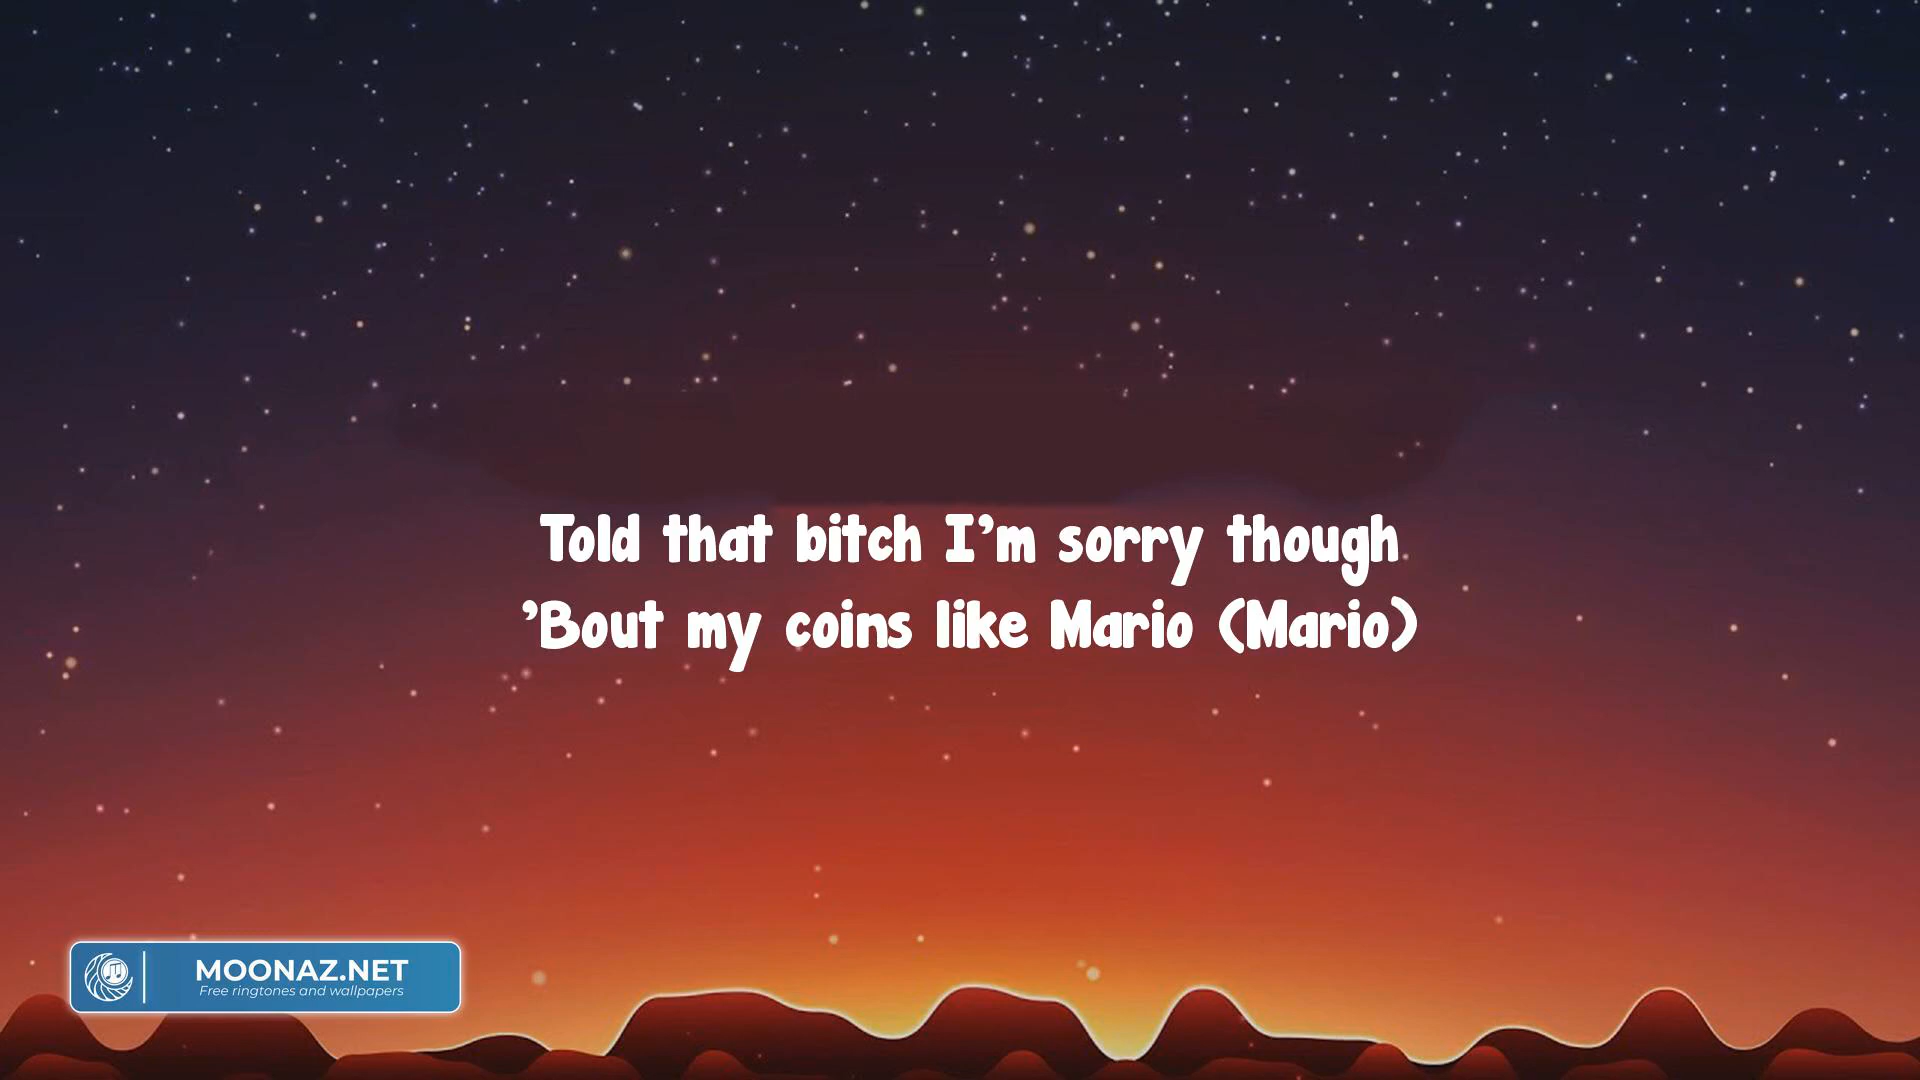 Told that bitch I'm sorry though
'Bout my coins like Mario (Mario)
MOONAZ.NET
Free ringtones and wallpapers